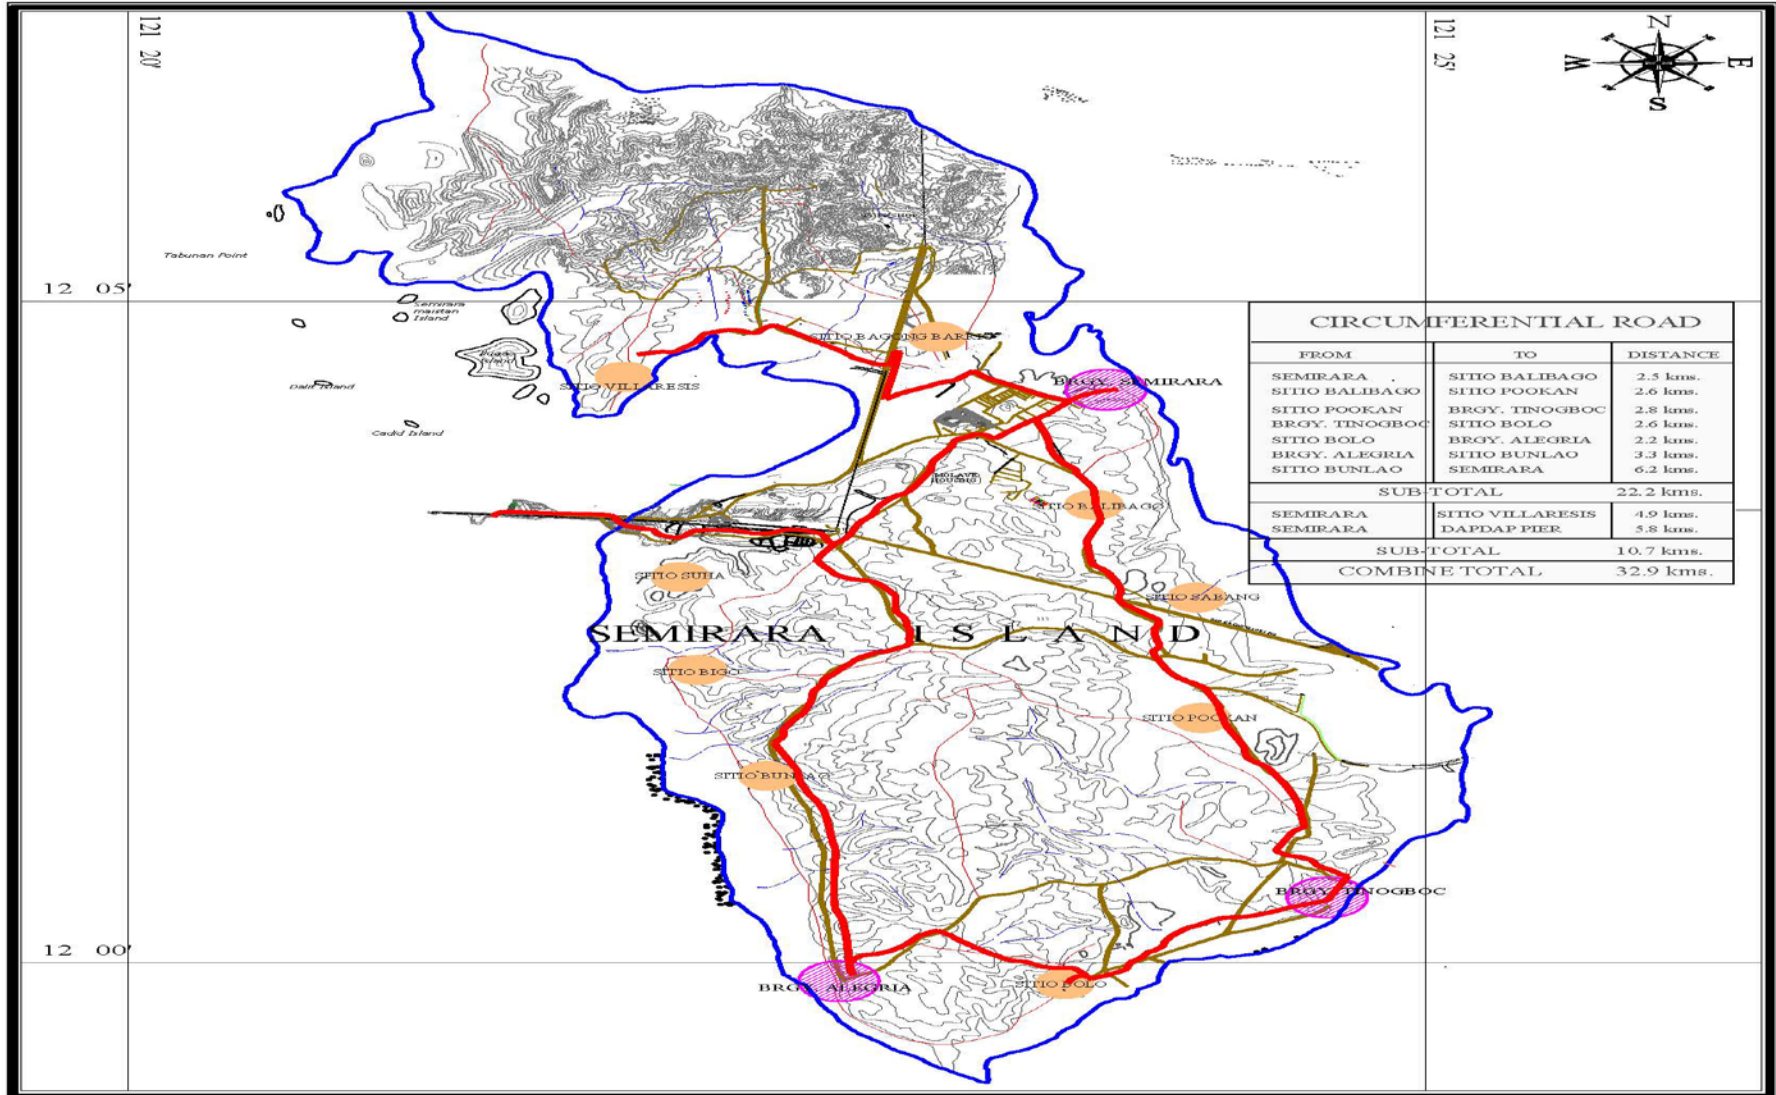 121 20'
121 25'
N
W
E
S
Tabunan Point
12 05'
Semirara
Island
Dalit Island
Cadid Island
SITIO BAGONG BARRIO
SITIO VILLARESIS
BRGY. SEMIRARA
MOLAVE
HOUSING
SITIO BALIBAGO
SITIO SUHA
SITIO SABANG
SEMIRARA ISLAND
SITIO BIGO
SITIO POOKAN
SITIO BUNLAO
BRGY. TINOGBOC
12 00'
BRGY. ALEGRIA
SITIO BOLO
CIRCUMFERENTIAL ROAD
FROM TO DISTANCE
SEMIRARA SITIO BALIBAGO 2.5 kms.
SITIO BALIBAGO SITIO POOKAN 2.6 kms.
SITIO POOKAN BRGY. TINOGBOC 2.8 kms.
BRGY. TINOGBOC SITIO BOLO 2.6 kms.
SITIO BOLO BRGY. ALEGRIA 2.2 kms.
BRGY. ALEGRIA SITIO BUNLAO 3.3 kms.
SITIO BUNLAO SEMIRARA 6.2 kms.
SUB-TOTAL 22.2 kms.
SEMIRARA SITIO VILLARESIS 4.9 kms.
SEMIRARA DAPDAP PIER 5.8 kms.
SUB-TOTAL 10.7 kms.
COMBINE TOTAL 32.9 kms.